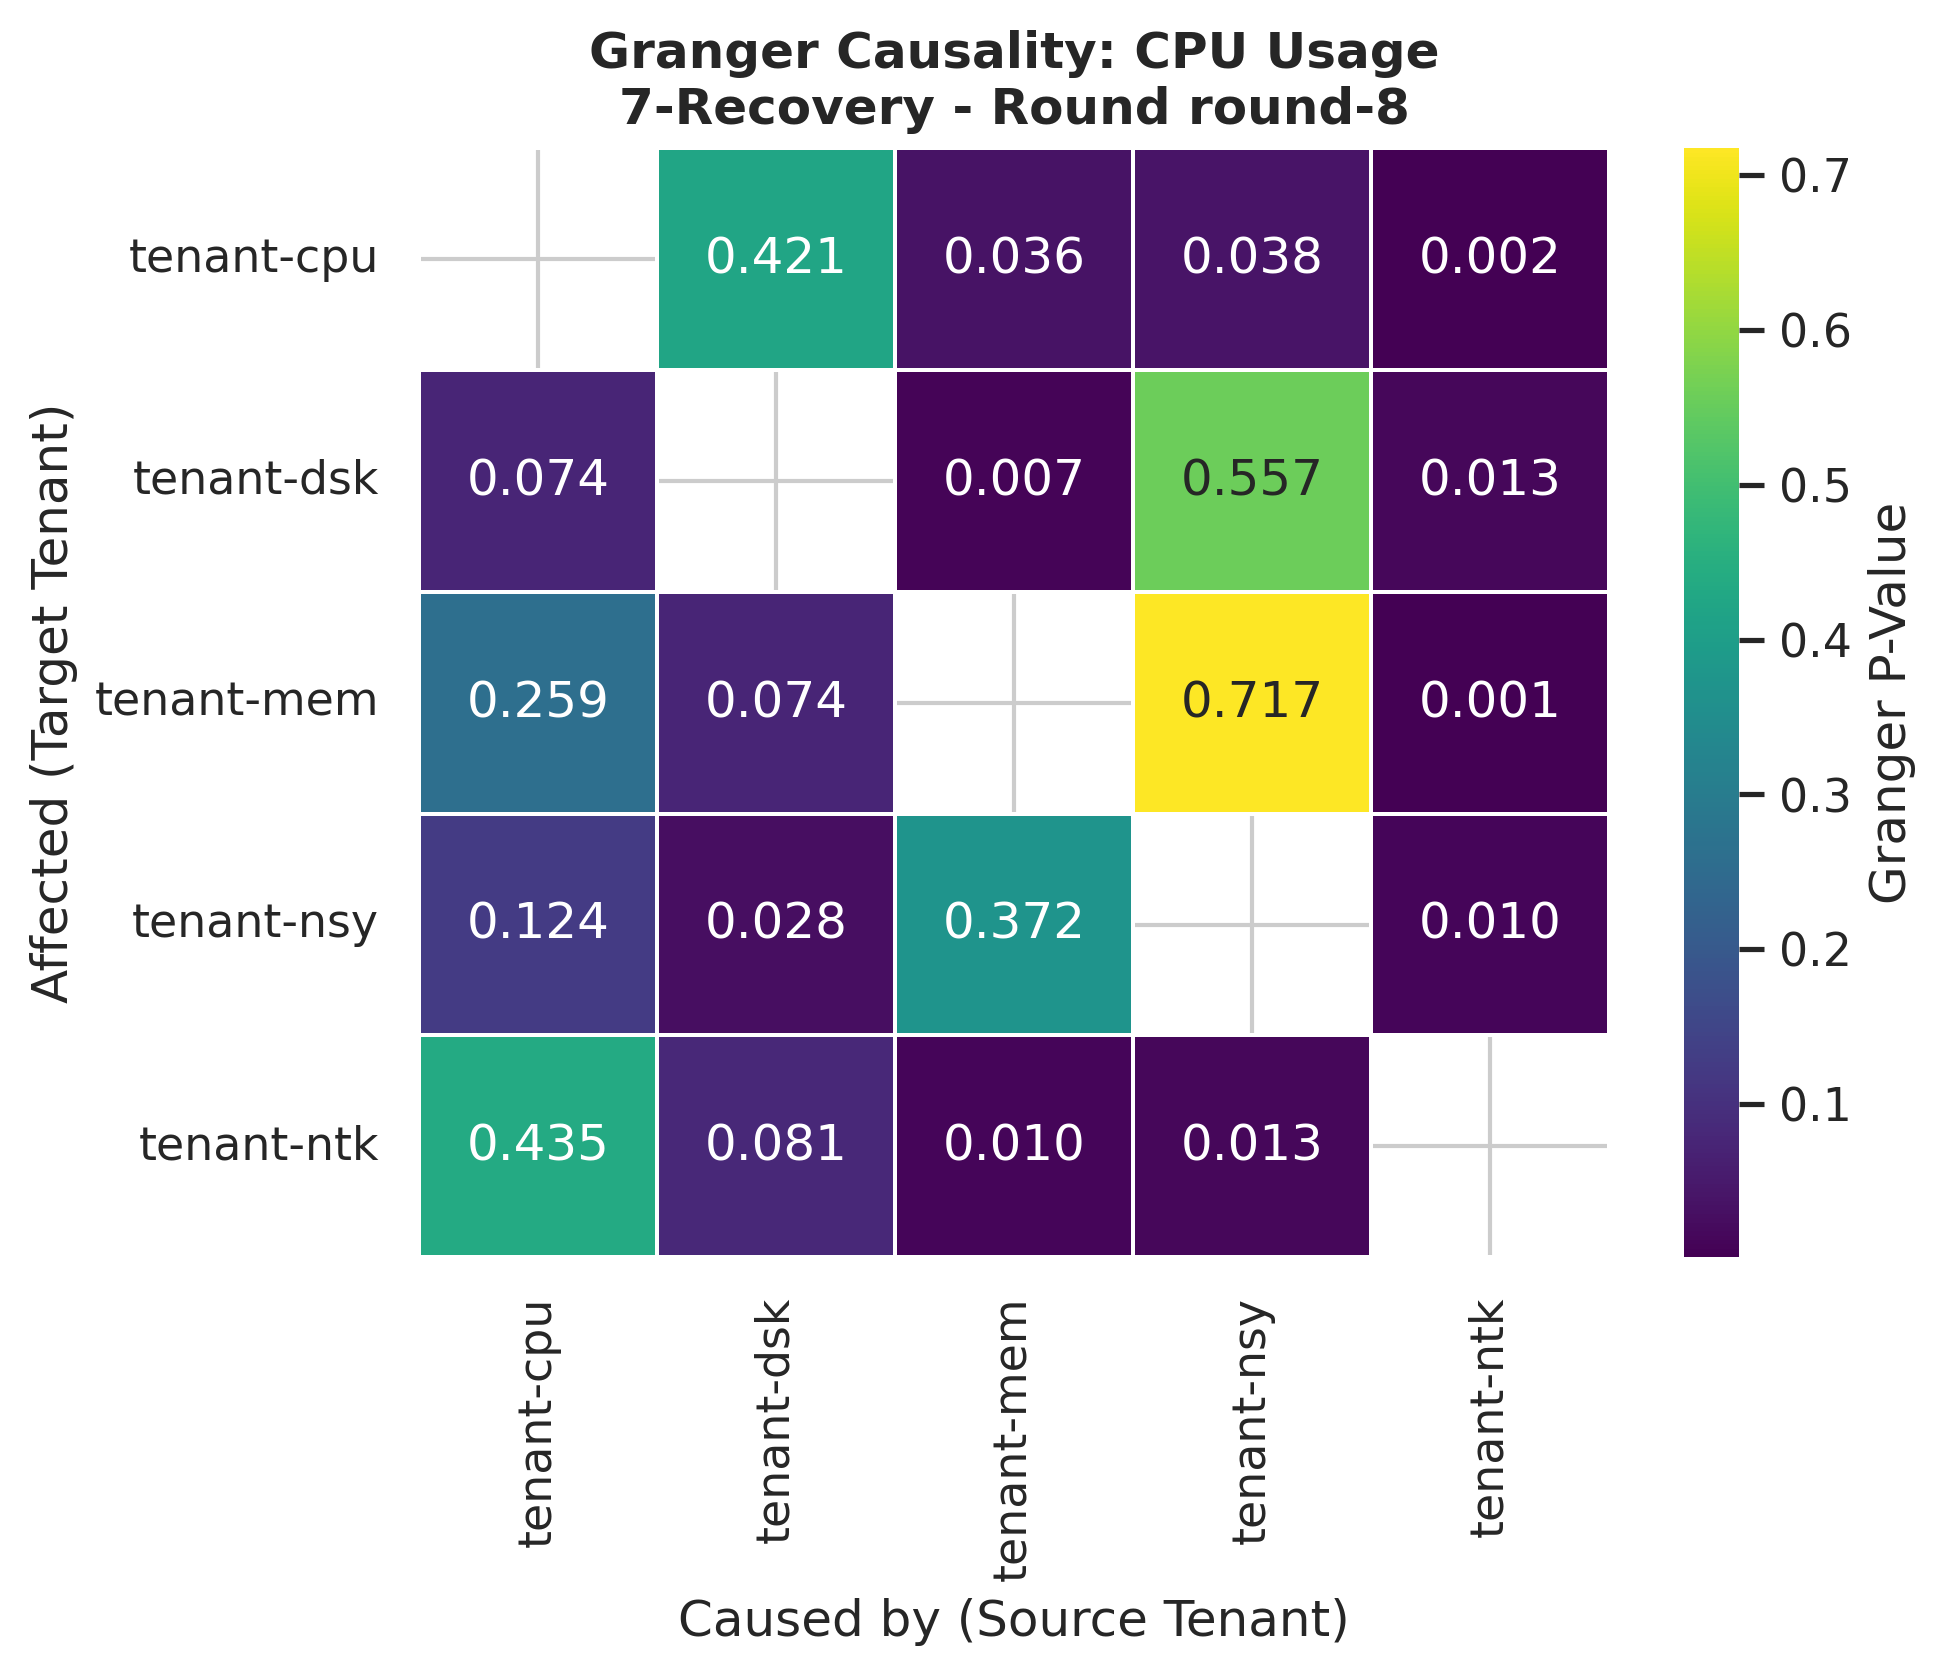 Granger Causality: CPU Usage
7-Recovery - Round round-8
Affected (Target Tenant)
tenant-cpu
0.421
0.036
0.038
0.002
tenant-dsk
0.074
0.007
0.557
0.013
tenant-mem
0.259
0.074
0.717
0.001
tenant-nsy
0.124
0.028
0.372
0.010
tenant-ntk
0.435
0.081
0.010
0.013
tenant-cpu
tenant-dsk
tenant-mem
tenant-nsy
tenant-ntk
Caused by (Source Tenant)
0.7
0.6
0.5
0.4
0.3
0.2
0.1
Granger P-Value